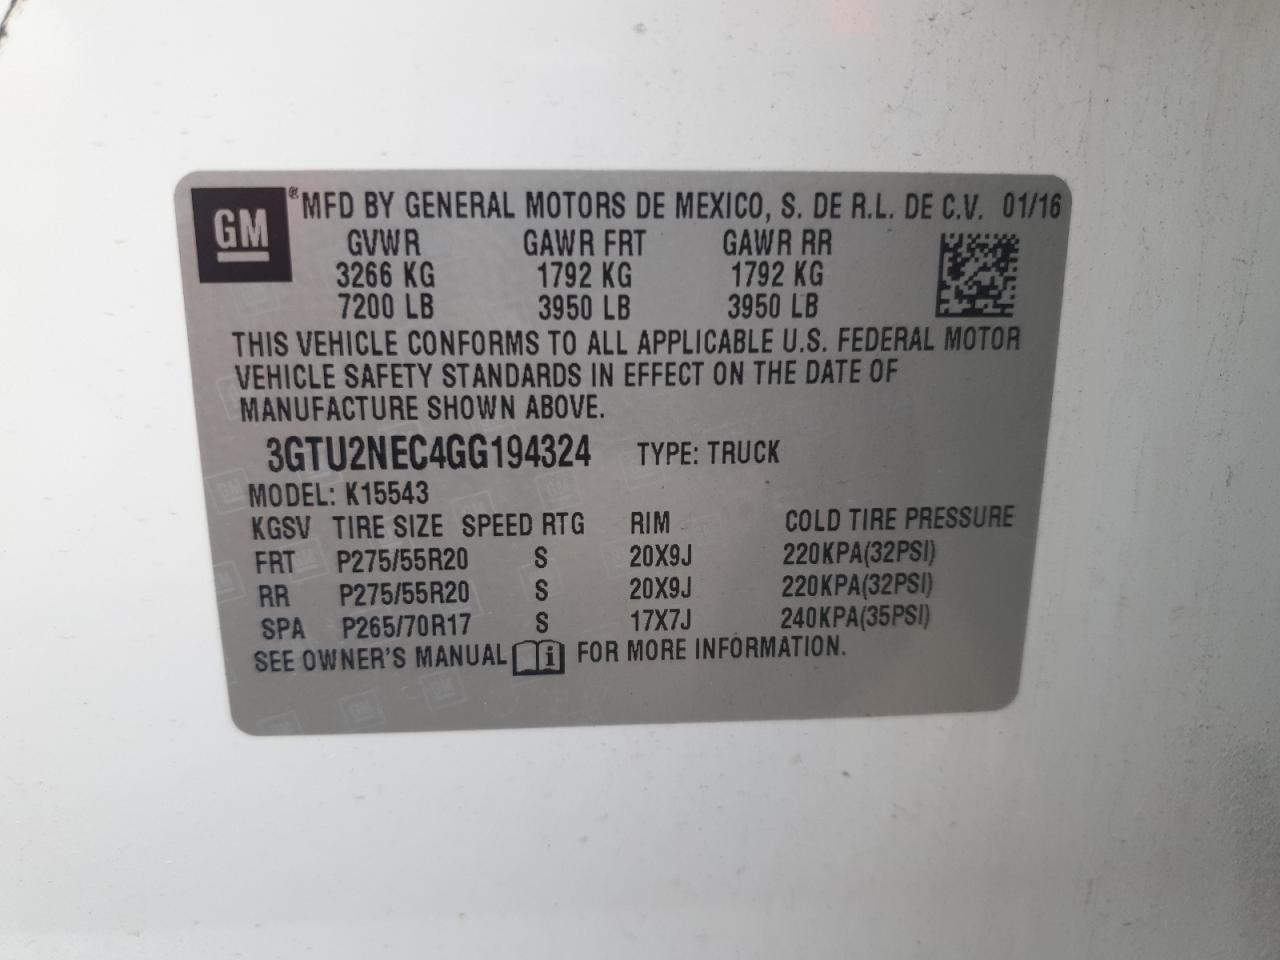 GM ® MFD BY GENERAL MOTORS DE MEXICO, S. DE R.L. DE C.V. 01/16
GVWR GAWR FRT GAWR RR
3266 KG 1792 KG 1792 KG
7200 LB 3950 LB 3950 LB
THIS VEHICLE CONFORMS TO ALL APPLICABLE U.S. FEDERAL MOTOR
VEHICLE SAFETY STANDARDS IN EFFECT ON THE DATE OF
MANUFACTURE SHOWN ABOVE.
3GTU2NEC4GG194324 TYPE: TRUCK
MODEL: K15543
KGSV TIRE SIZE SPEED RTG RIM COLD TIRE PRESSURE
FRT P275/55R20 S 20X9J 220KPA(32PSI)
RR P275/55R20 S 20X9J 220KPA(32PSI)
SPA P265/70R17 S 17X7J 240KPA(35PSI)
SEE OWNER'S MANUAL i FOR MORE INFORMATION.